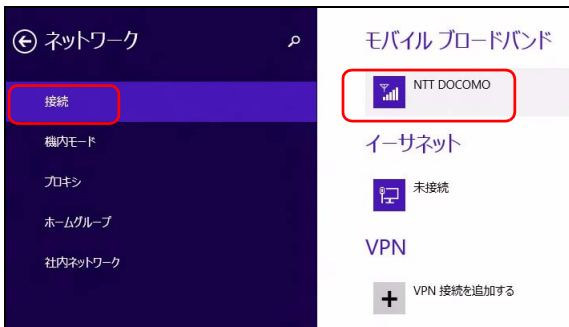 ネットワーク
接続
機内モード
プロキシ
ホームグループ
社内ネットワーク
モバイル ブロードバンド
NTT DOCOMO
イーサネット
未接続
VPN
VPN 接続を追加する